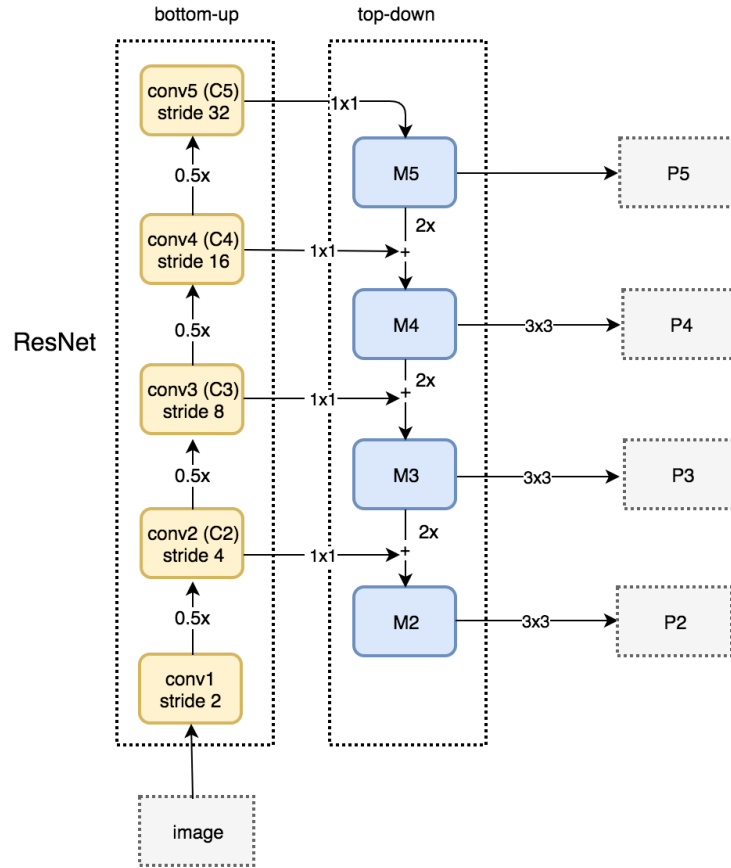 bottom-up
top-down
conv5 (C5)
stride 32
1x1
M5
P5
0.5x
2x
conv4 (C4)
stride 16
1x1
+
M4
3x3
P4
ResNet
0.5x
2x
conv3 (C3)
stride 8
1x1
+
M3
3x3
P3
0.5x
2x
conv2 (C2)
stride 4
1x1
+
M2
3x3
P2
0.5x
conv1
stride 2
image